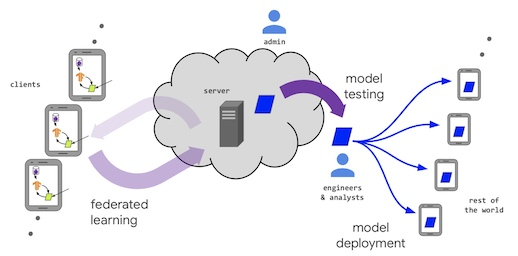 admin
clients
server
model
testing
federated
learning
engineers
& analysts
model
deployment
rest of
the world